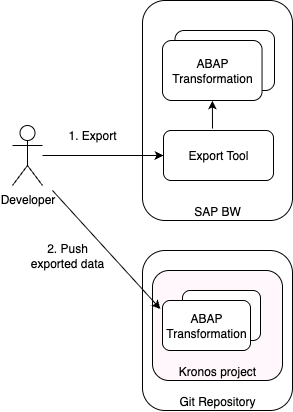 ABAP
Transformation
1. Export
Export Tool
Developer
SAP BW
2. Push
exported data
ABAP
Transformation
Kronos project
Git Repository